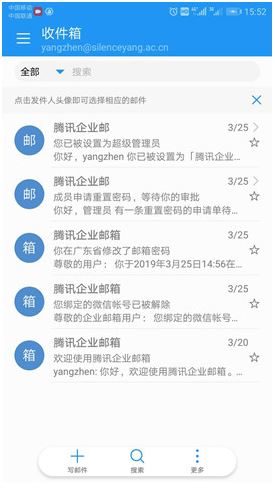 中国移动
中国联通
15:52
收件箱
yangzhen@silenceyang.ac.cn
全部
搜索
点击发件人头像即可选择相应的邮件
邮
腾讯企业邮
3/25
您已被设置为超级管理员
你好，yangzhen 你已被设置为「腾讯企业...
邮
腾讯企业邮
3/25
成员申请重置密码，等待你的审批
你好，管理员 有一条重置密码的申请单待...
箱
腾讯企业邮箱
3/25
你在广东省修改了邮箱密码
尊敬的用户： 你于2019年3月25日14:56在...
箱
腾讯企业邮箱
3/25
您绑定的微信帐号已被解除
尊敬的企业邮箱用户： 您绑定的微信帐号...
箱
腾讯企业邮箱
3/20
欢迎使用腾讯企业邮箱
yangzhen: 你好，欢迎使用腾讯企业邮箱。...
写邮件
搜索
更多